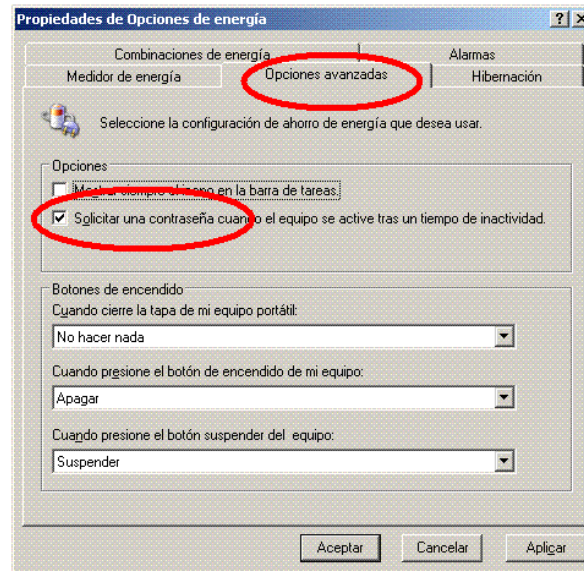 Propiedades de Opciones de energía
Combinaciones de energía
Alarmas
Medidor de energía
Opciones avanzadas
Hibernación
Seleccione la configuración de ahorro de energía que desea usar.
Opciones
Mostrar siempre el icono en la barra de tareas.
Solicitar una contraseña cuando el equipo se active tras un tiempo de inactividad.
Botones de encendido
Cuando cierre la tapa de mi equipo portátil:
No hacer nada
Cuando presione el botón de encendido de mi equipo:
Apagar
Cuando presione el botón suspender del equipo:
Suspender
Aceptar
Cancelar
Aplicar